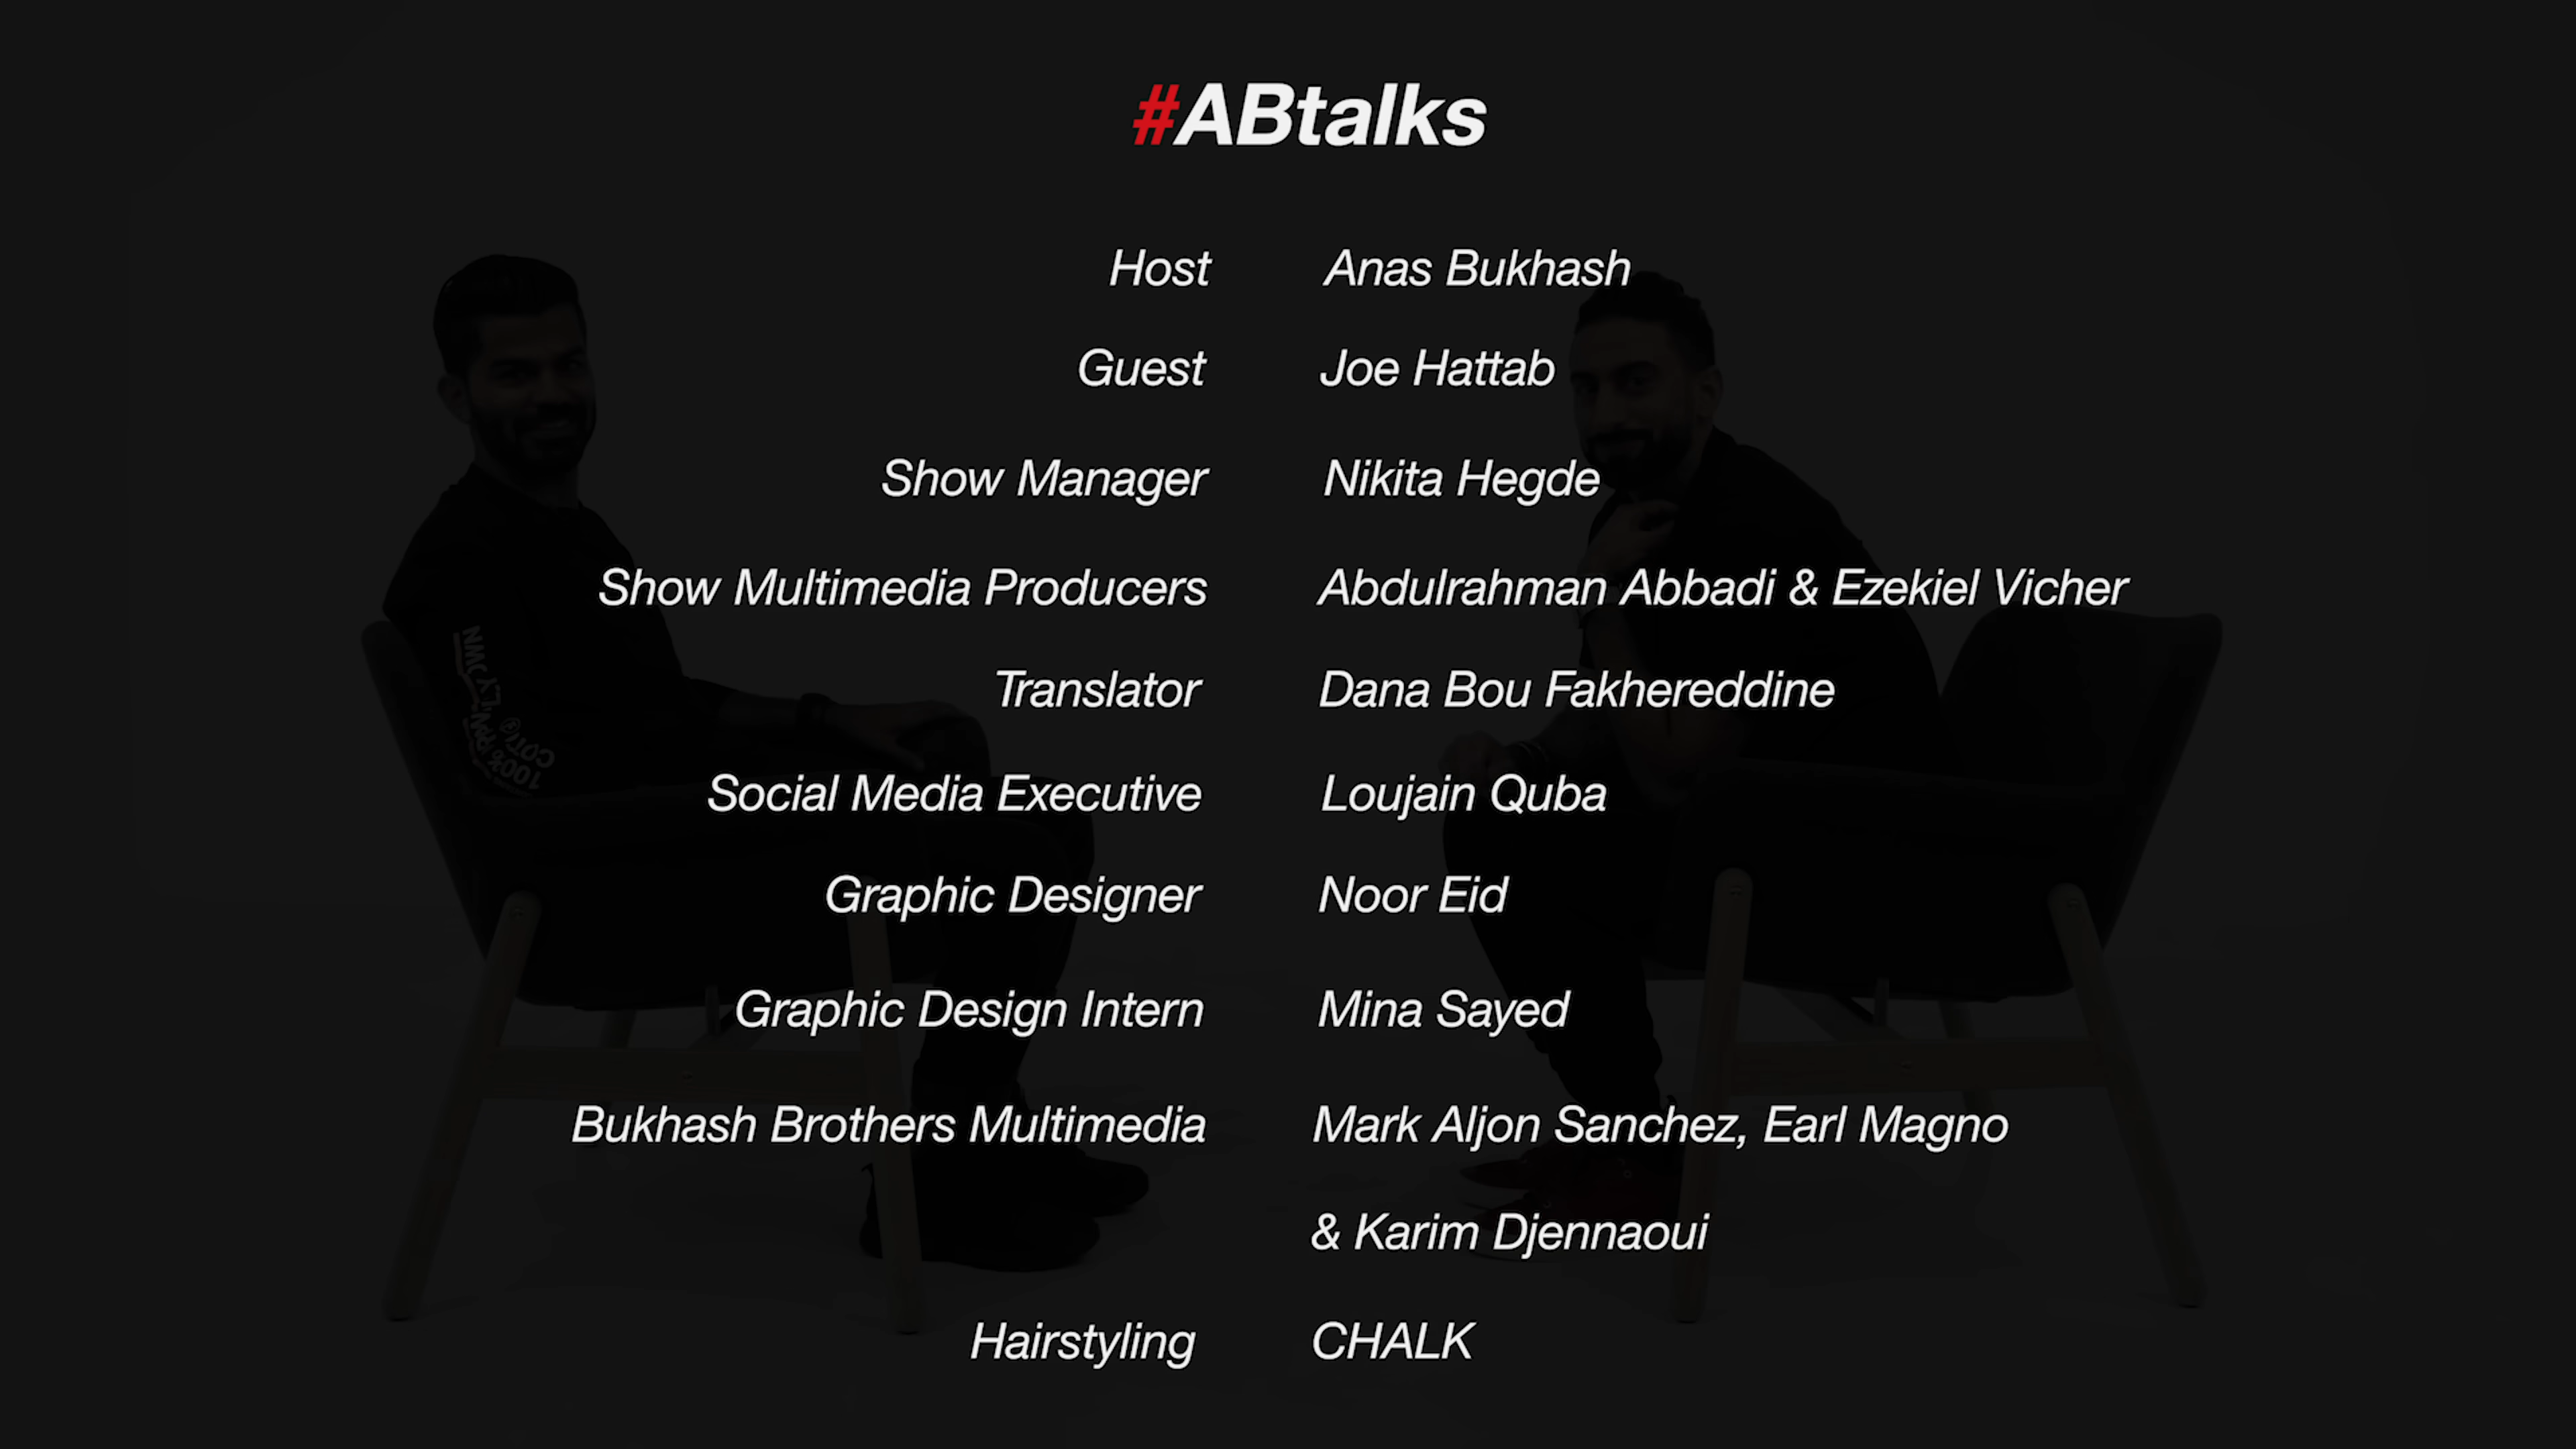 #ABtalks
Host Anas Bukhash
Guest Joe Hattab
Show Manager Nikita Hegde
Show Multimedia Producers Abdulrahman Abbadi & Ezekiel Vicher
Translator Dana Bou Fakhereddine
Social Media Executive Loujain Quba
Graphic Designer Noor Eid
Graphic Design Intern Mina Sayed
Bukhash Brothers Multimedia Mark Aljon Sanchez, Earl Magno
& Karim Djennaoui
Hairstyling CHALK